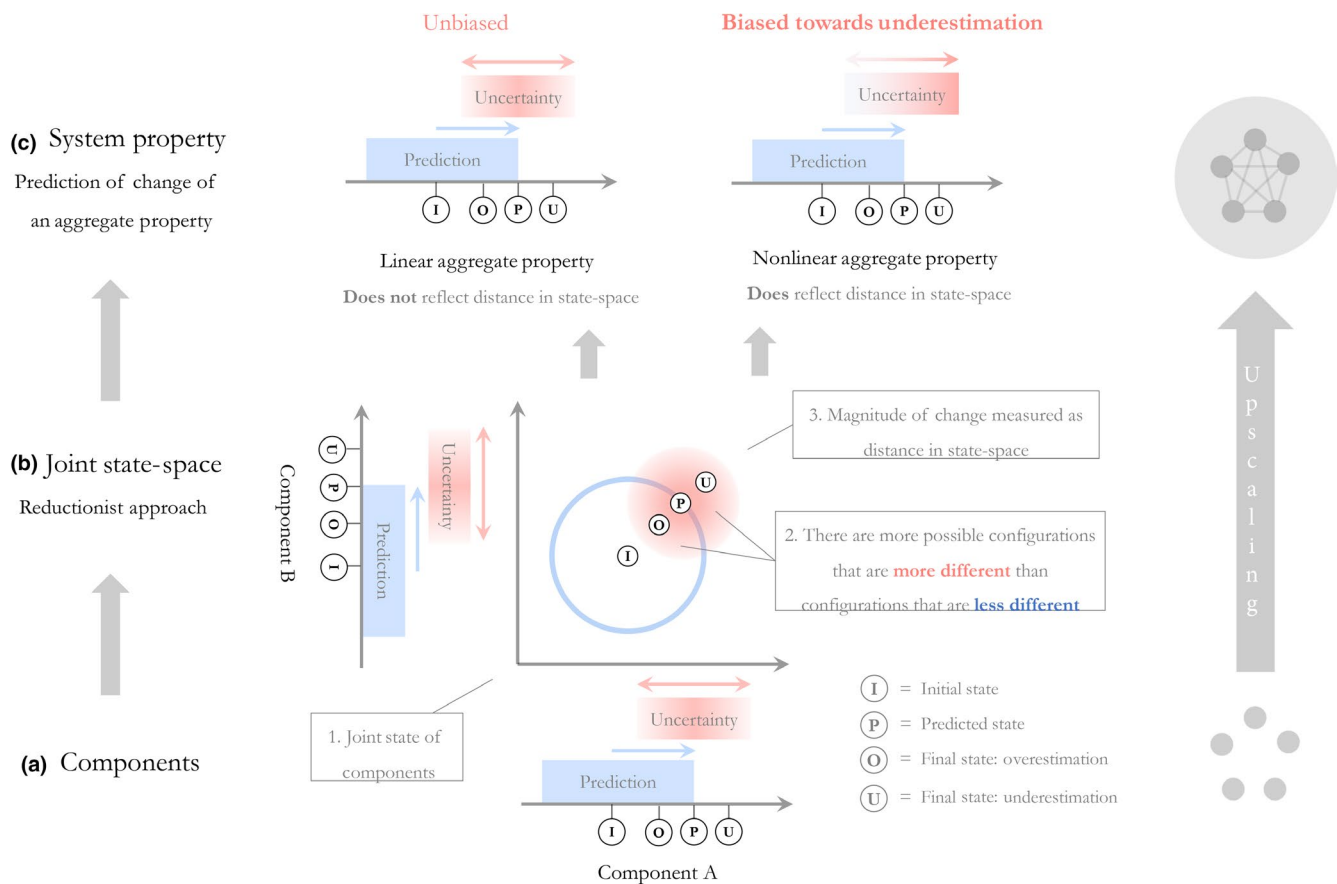 Unbiased
Biased towards underestimation
Uncertainty
Uncertainty
(c) System property
Prediction of change of
an aggregate property
Prediction
Prediction
I O P U
I O P U
Linear aggregate property
Does not reflect distance in state-space
Nonlinear aggregate property
Does reflect distance in state-space
Upscaling
(b) Joint state-space
Reductionist approach
Component B
U
P
O
I
Prediction
Uncertainty
U
P
O
I
3. Magnitude of change measured as
distance in state-space
2. There are more possible configurations
that are more different than
configurations that are less different
(a) Components
1. Joint state of
components
Uncertainty
Prediction
I O P U
Component A
I = Initial state
P = Predicted state
O = Final state: overestimation
U = Final state: underestimation